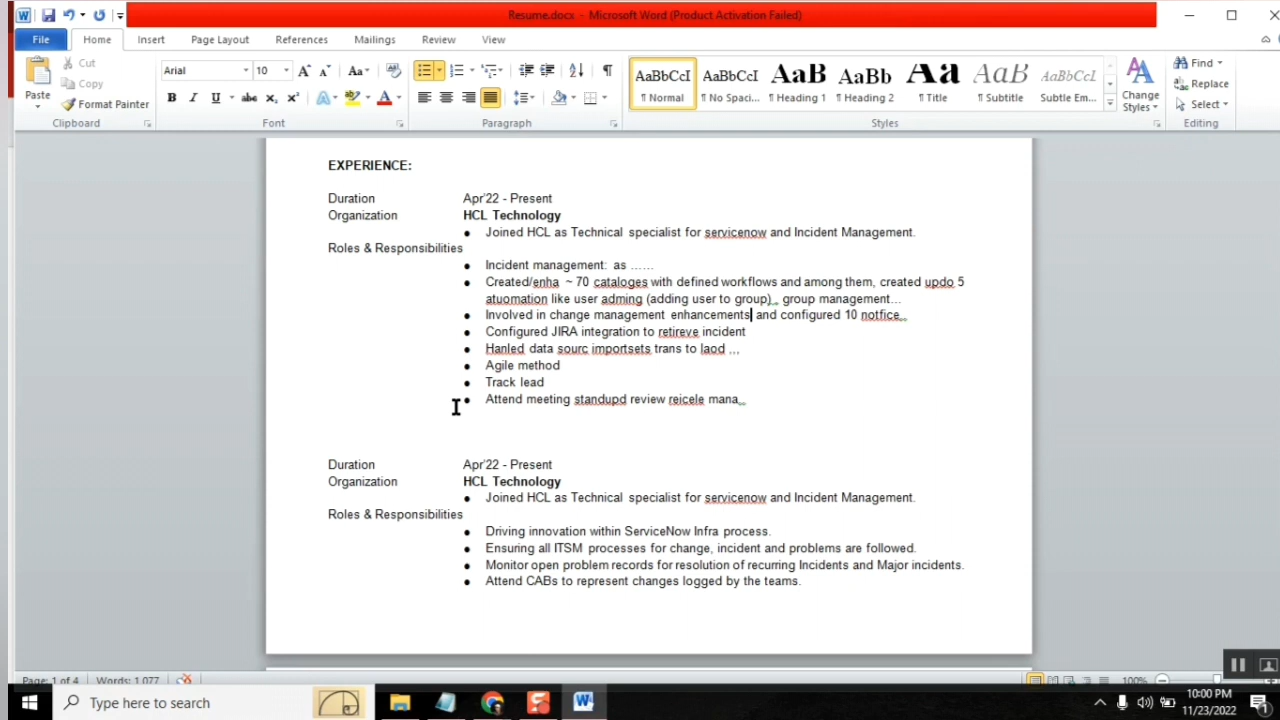 Resume.docx - Microsoft Word (Product Activation Failed)
File Home Insert Page Layout References Mailings Review View
Cut
Copy
Paste
Format Painter
Clipboard
Arial 10
Font
Paragraph
AaBbCcI AaBbCcI AaB AaBb AaB AaB AaBbCcI
¶ Normal ¶ No Spaci... ¶ Heading 1 ¶ Heading 2 ¶ Title ¶ Subtitle Subtle Em...
Styles
Change Styles
Find
Replace
Select
Editing
EXPERIENCE:
Duration Apr'22 - Present
Organization HCL Technology
● Joined HCL as Technical specialist for servicenow and Incident Management.
Roles & Responsibilities
● Incident management: as ……
● Created/enha ~ 70 cataloges with defined workflows and among them, created updo 5
atuomation like user adming (adding user to group),, group management…
● Involved in change management enhancements and configured 10 notfice,,
● Configured JIRA integration to retireve incident
● Hanled data sourc importsets trans to laod ,,,
● Agile method
● Track lead
● Attend meeting standupd review reicele mana,,
Duration Apr'22 - Present
Organization HCL Technology
● Joined HCL as Technical specialist for servicenow and Incident Management.
Roles & Responsibilities
● Driving innovation within ServiceNow Infra process.
● Ensuring all ITSM processes for change, incident and problems are followed.
● Monitor open problem records for resolution of recurring Incidents and Major incidents.
● Attend CABs to represent changes logged by the teams.
Page: 1 of 4 Words: 1,077 100%
Type here to search
10:00 PM
11/23/2022